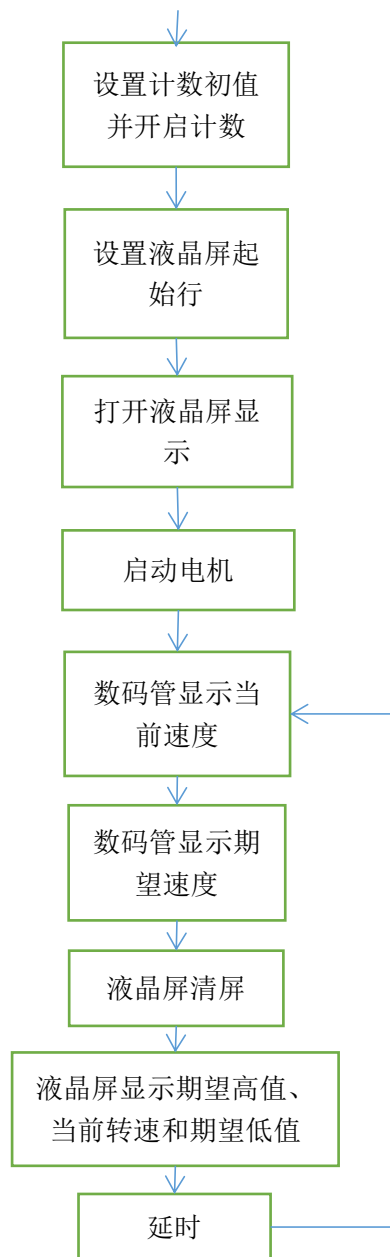 设置计数初值
并开启计数
设置液晶屏起
始行
打开液晶屏显
示
启动电机
数码管显示当
前速度
数码管显示期
望速度
液晶屏清屏
液晶屏显示期望高值、
当前转速和期望低值
延时